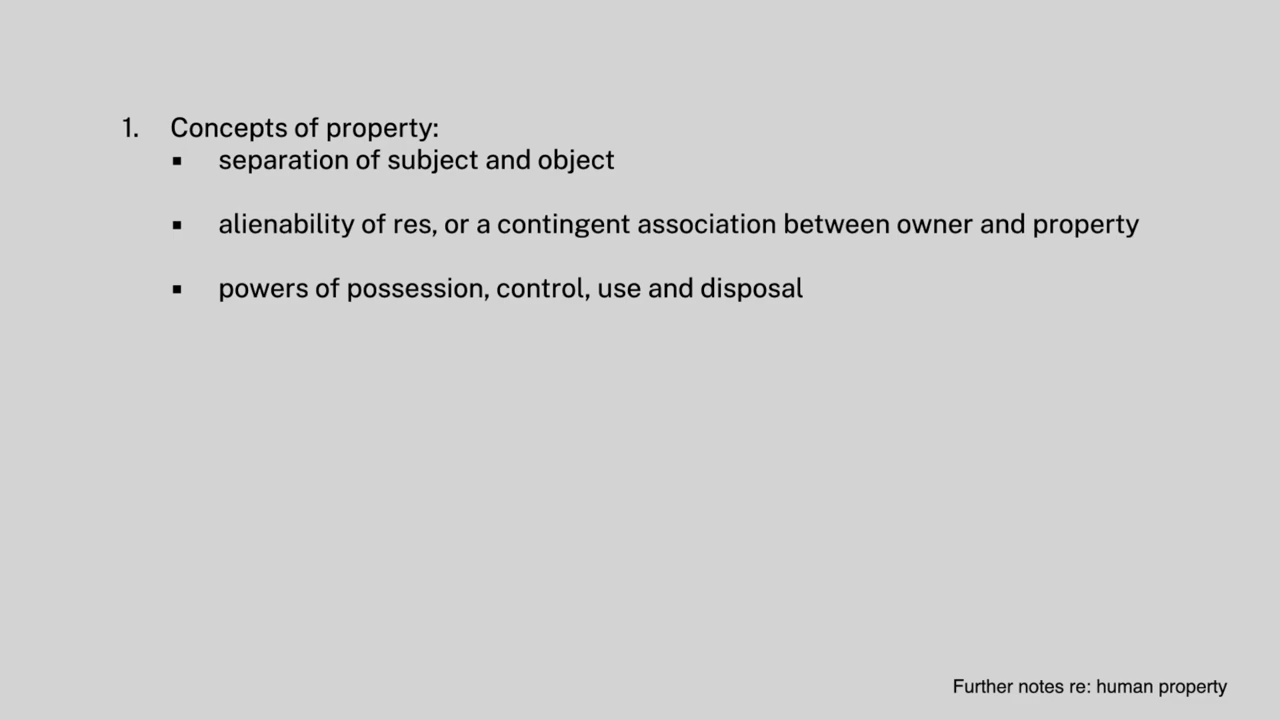 1. Concepts of property:
▪ separation of subject and object
▪ alienability of res, or a contingent association between owner and property
▪ powers of possession, control, use and disposal
Further notes re: human property